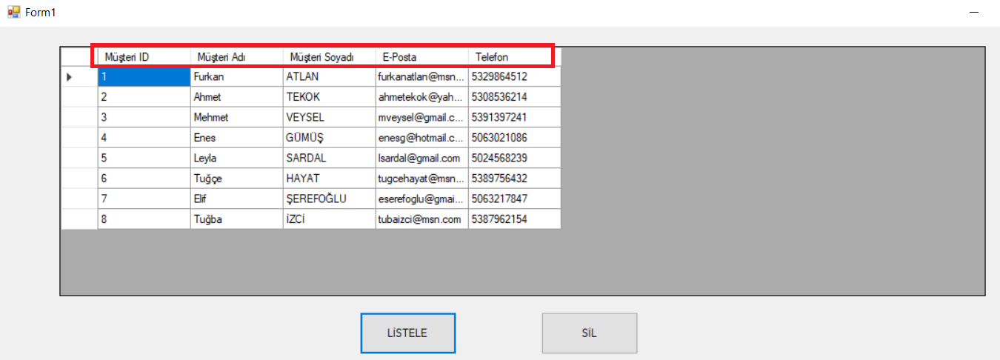 Form1
Müşteri ID Müşteri Adı Müşteri Soyadı E-Posta Telefon
1 Furkan ATLAN furkanatlan@msn... 5329864512
2 Ahmet TEKOK ahmetekok@yah... 5308536214
3 Mehmet VEYSEL mveysel@gmail.c... 5391397241
4 Enes GÜMÜŞ enesg@hotmail.c... 5063021086
5 Leyla SARDAL lsardal@gmail.com 5024568239
6 Tuğçe HAYAT tugcehayat@msn... 5389756432
7 Elif ŞEREFOĞLU eserefoglu@gmai... 5063217847
8 Tuğba İZCİ tubaizci@msn.com 5387962154
LİSTELE SİL